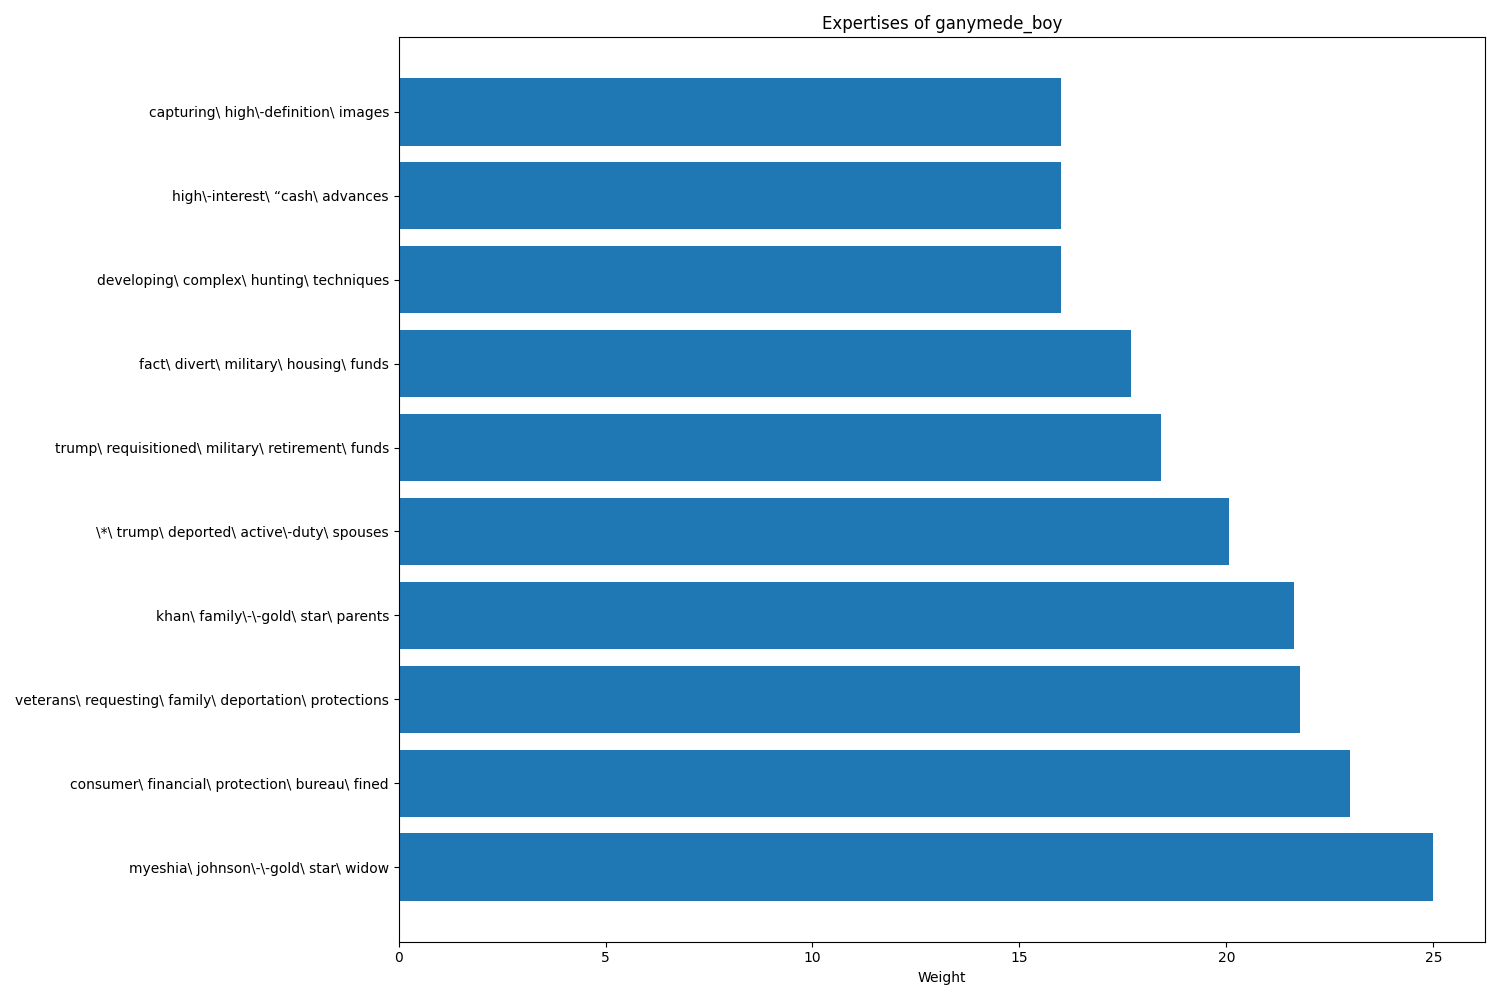 Expertises of ganymede_boy
capturing\ high\-definition\ images
high\-interest\ “cash\ advances
developing\ complex\ hunting\ techniques
fact\ divert\ military\ housing\ funds
trump\ requisitioned\ military\ retirement\ funds
\*\ trump\ deported\ active\-duty\ spouses
khan\ family\-\-gold\ star\ parents
veterans\ requesting\ family\ deportation\ protections
consumer\ financial\ protection\ bureau\ fined
myeshia\ johnson\-\-gold\ star\ widow
0 5 10 15 20 25
Weight